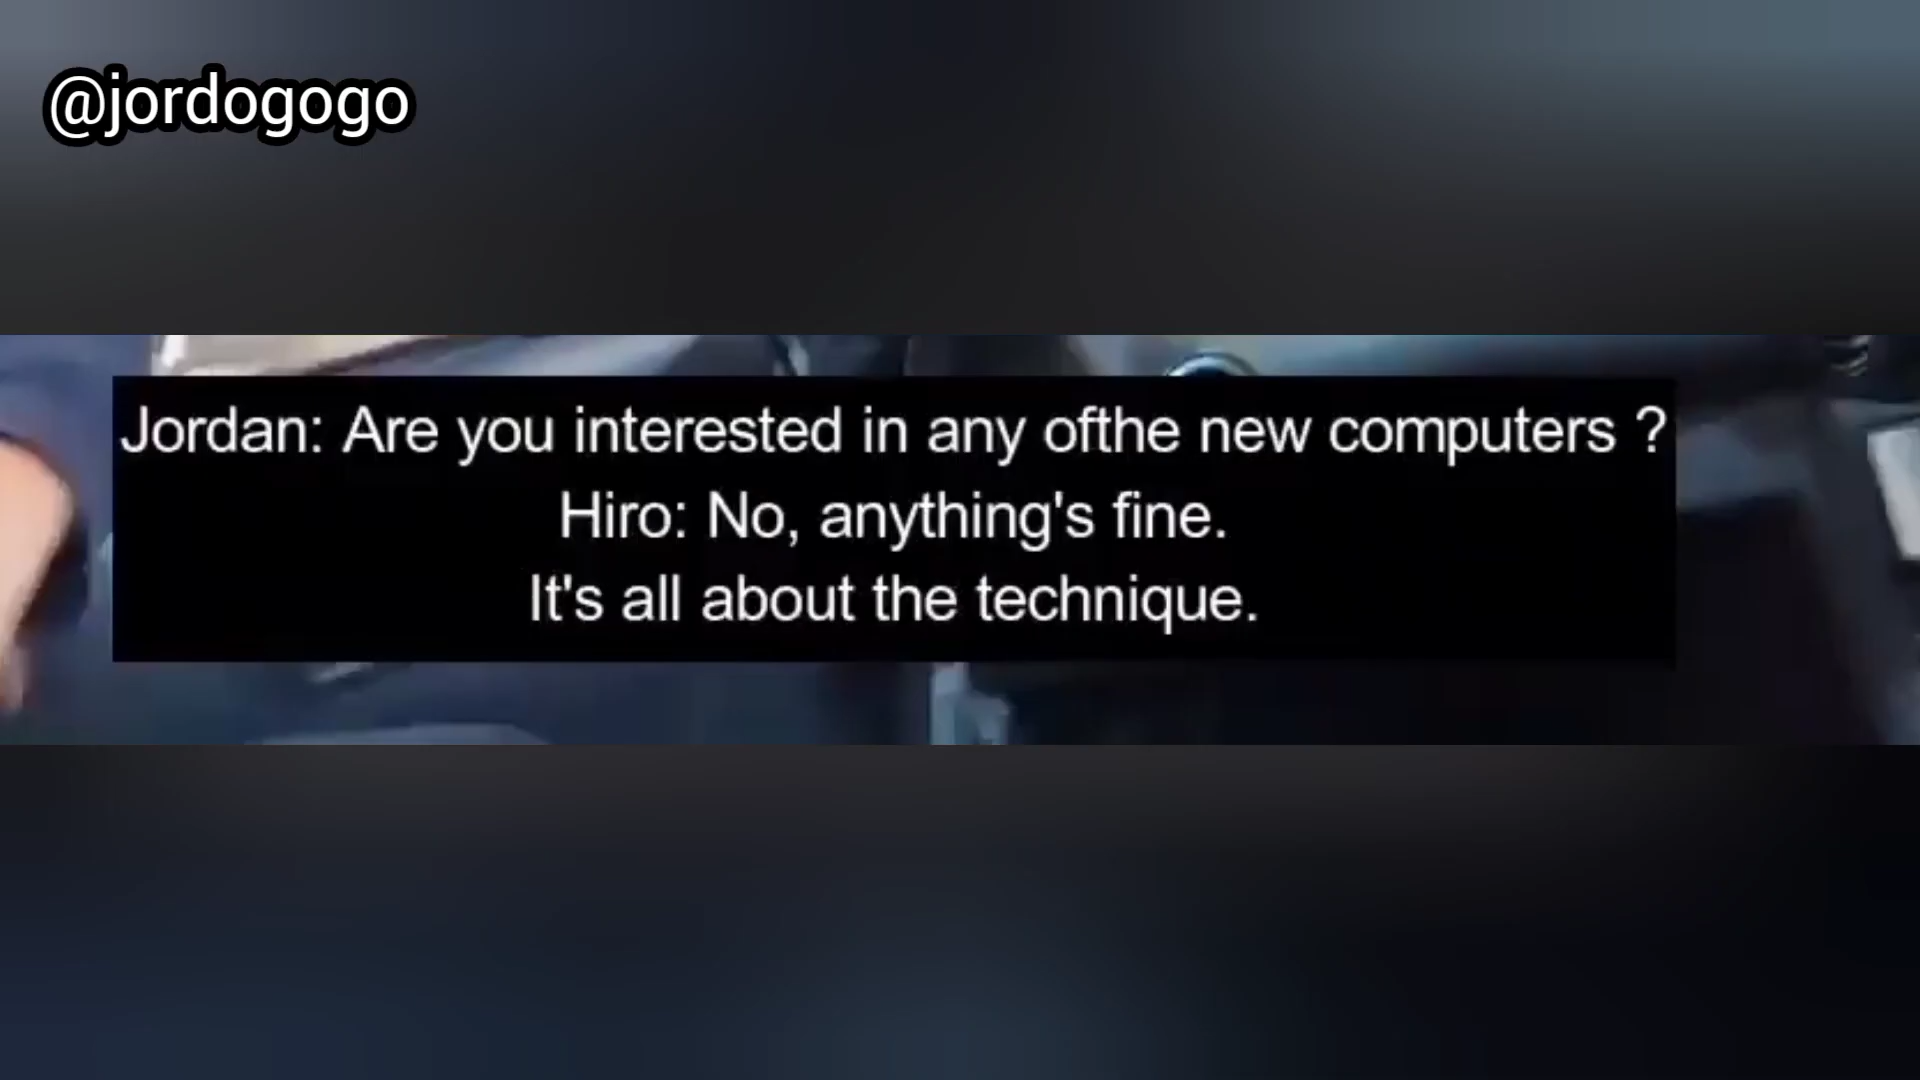 @jordogogo
Jordan: Are you interested in any ofthe new computers ?
Hiro: No, anything's fine.
It's all about the technique.